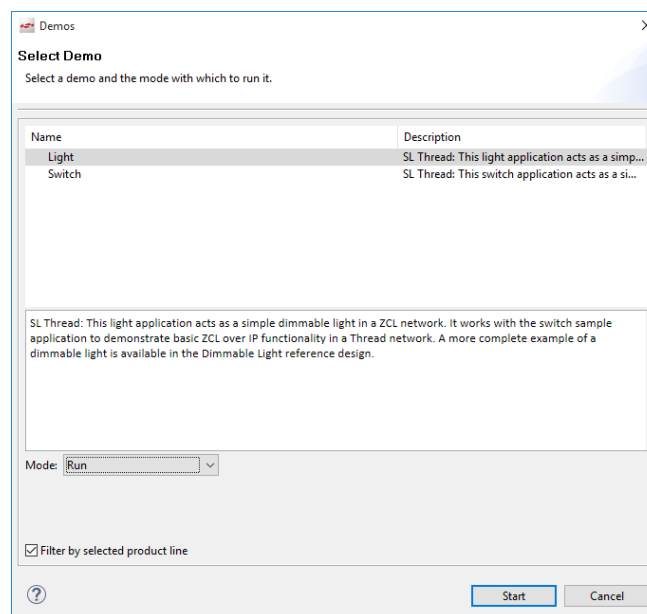 Demos
Select Demo
Select a demo and the mode with which to run it.
Name Description
Light SL Thread: This light application acts as a simp...
Switch SL Thread: This switch application acts as a si...
SL Thread: This light application acts as a simple dimmable light in a ZCL network. It works with the switch sample
application to demonstrate basic ZCL over IP functionality in a Thread network. A more complete example of a
dimmable light is available in the Dimmable Light reference design.
Mode: Run
Filter by selected product line
? Start Cancel